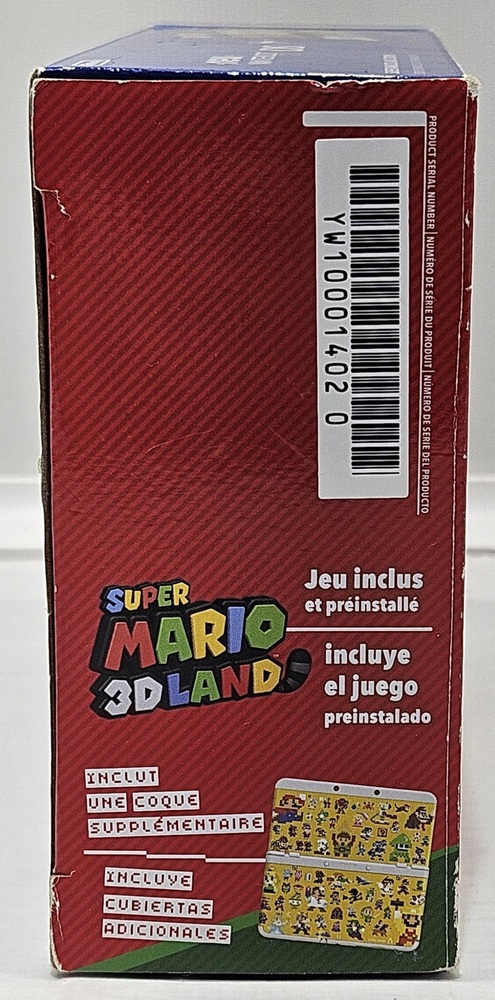 PRODUCT SERIAL NUMBER | NUMÉRO DE SÉRIE DU PRODUIT | NÚMERO DE SERIE DEL PRODUCTO
YW10001402 0
Jeu inclus
et préinstallé
SUPER
MARIO
3D LAND
™
incluye
el juego
preinstalado
INCLUT
UNE COQUE
SUPPLÉMENTAIRE
INCLUYE
CUBIERTAS
ADICIONALES